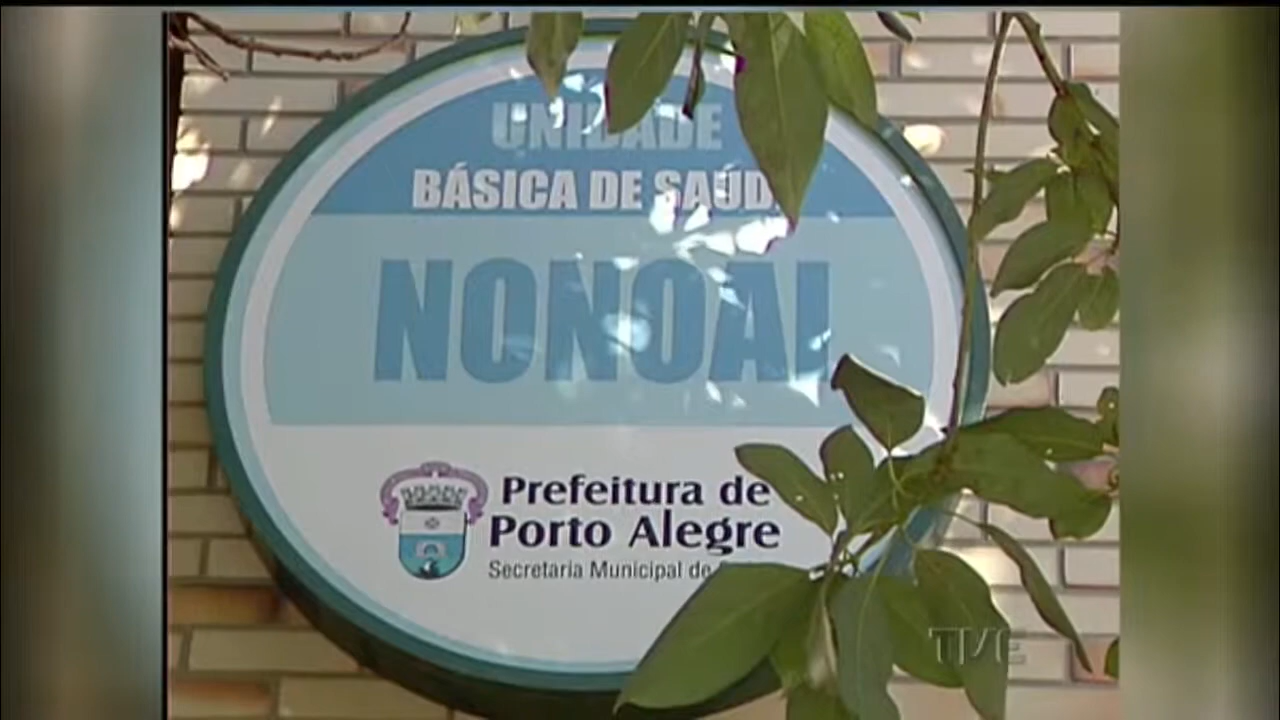 UNIDADE
BÁSICA DE SAÚD
NONOAI
Prefeitura de
Porto Alegre
Secretaria Municipal de
TVE